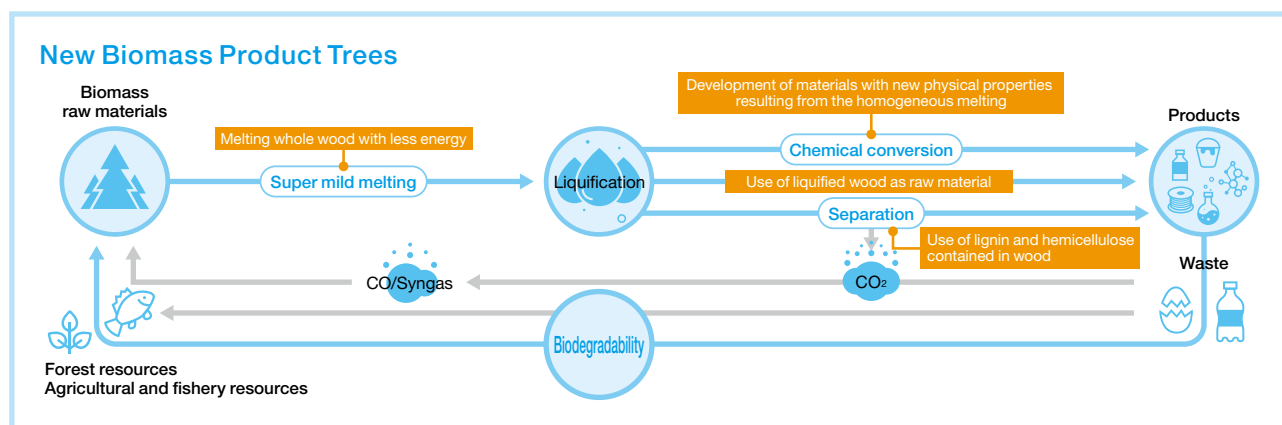 New Biomass Product Trees
Biomass
raw materials
Melting whole wood with less energy
Super mild melting
Liquification
Development of materials with new physical properties
resulting from the homogeneous melting
Chemical conversion
Use of liquified wood as raw material
Separation
Use of lignin and hemicellulose
contained in wood
Products
Waste
CO/Syngas
CO₂
Biodegradability
Forest resources
Agricultural and fishery resources